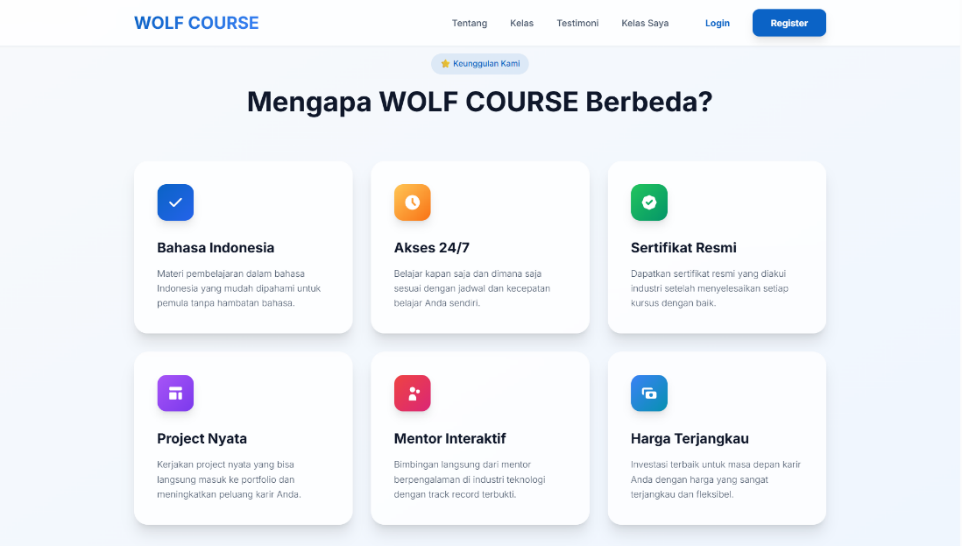 WOLF COURSE
Tentang
Kelas
Testimoni
Kelas Saya
Login
Register
Keunggulan Kami
Mengapa WOLF COURSE Berbeda?
Bahasa Indonesia
Materi pembelajaran dalam bahasa
Indonesia yang mudah dipahami untuk
pemula tanpa hambatan bahasa.
Akses 24/7
Belajar kapan saja dan dimana saja
sesuai dengan jadwal dan kecepatan
belajar Anda sendiri.
Sertifikat Resmi
Dapatkan sertifikat resmi yang diakui
industri setelah menyelesaikan setiap
kursus dengan baik.
Project Nyata
Kerjakan project nyata yang bisa
langsung masuk ke portfolio dan
meningkatkan peluang karir Anda.
Mentor Interaktif
Bimbingan langsung dari mentor
berpengalaman di industri teknologi
dengan track record terbukti.
Harga Terjangkau
Investasi terbaik untuk masa depan karir
Anda dengan harga yang sangat
terjangkau dan fleksibel.